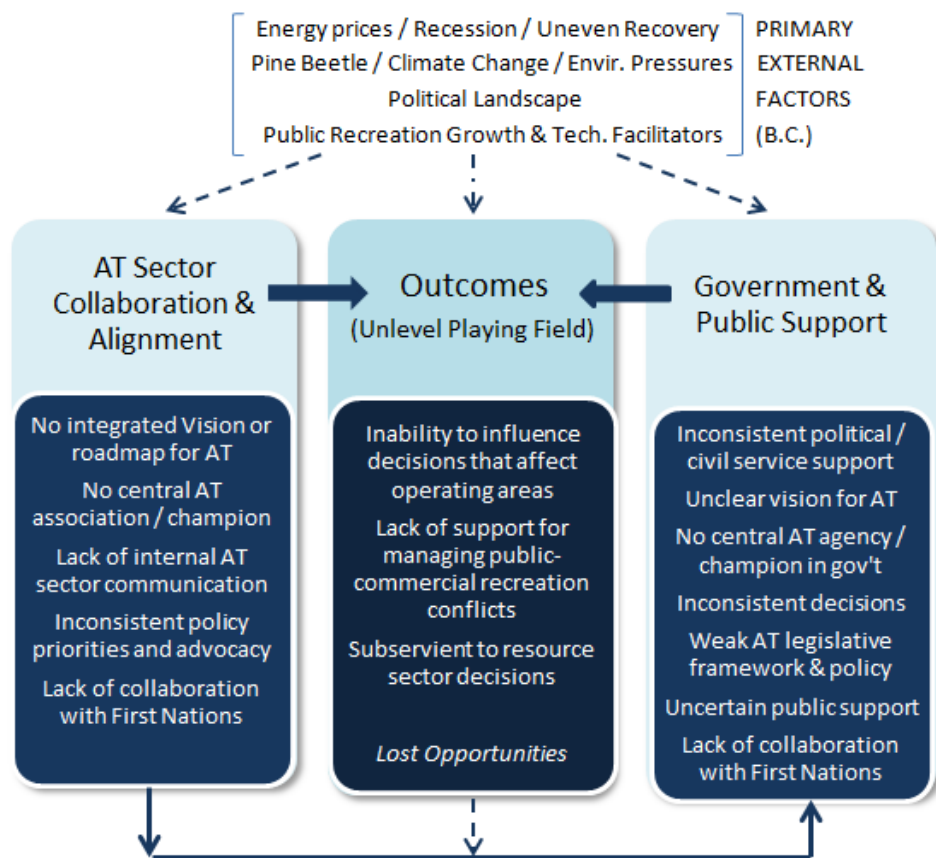 Energy prices / Recession / Uneven Recovery
Pine Beetle / Climate Change / Envir. Pressures
Political Landscape
Public Recreation Growth & Tech. Facilitators
PRIMARY
EXTERNAL
FACTORS
(B.C.)
AT Sector
Collaboration &
Alignment
No integrated Vision or
roadmap for AT
No central AT
association / champion
Lack of internal AT
sector communication
Inconsistent policy
priorities and advocacy
Lack of collaboration
with First Nations
Outcomes
(Unlevel Playing Field)
Inability to influence
decisions that affect
operating areas
Lack of support for
managing public-
commercial recreation
conflicts
Subservient to resource
sector decisions
Lost Opportunities
Government &
Public Support
Inconsistent political /
civil service support
Unclear vision for AT
No central AT agency /
champion in gov't
Inconsistent decisions
Weak AT legislative
framework & policy
Uncertain public support
Lack of collaboration
with First Nations